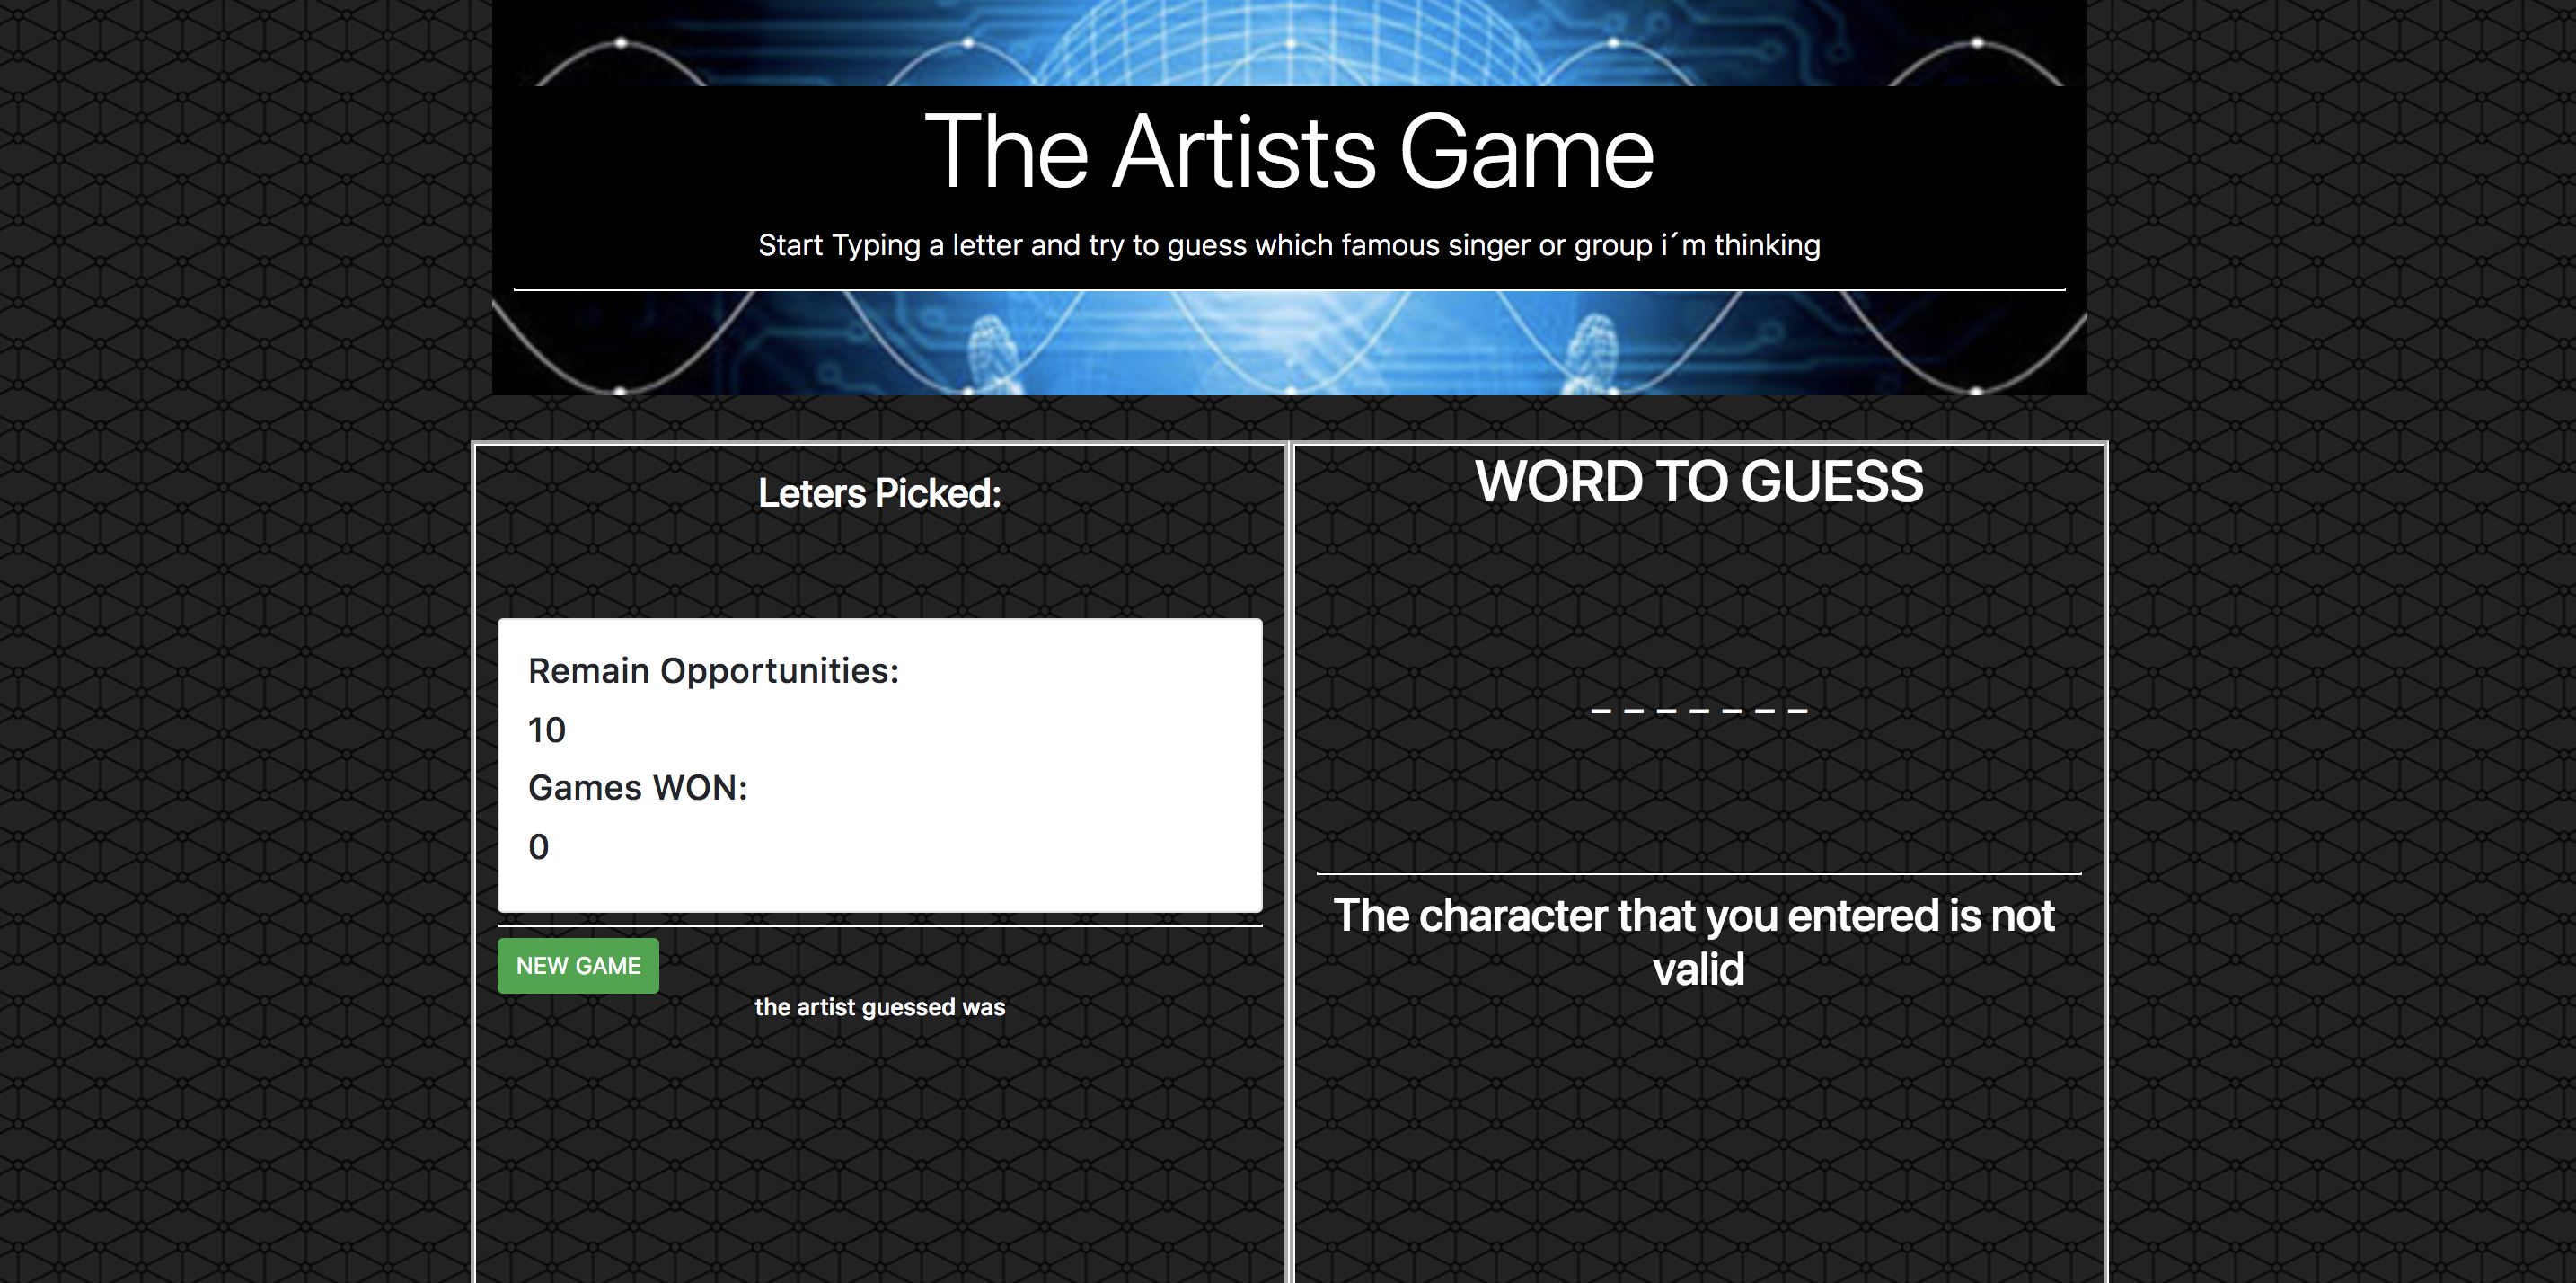 The Artists Game
Start Typing a letter and try to guess which famous singer or group i´m thinking
Leters Picked:
Remain Opportunities:
10
Games WON:
0
NEW GAME
the artist guessed was
WORD TO GUESS
_ _ _ _ _ _ _
The character that you entered is not
valid